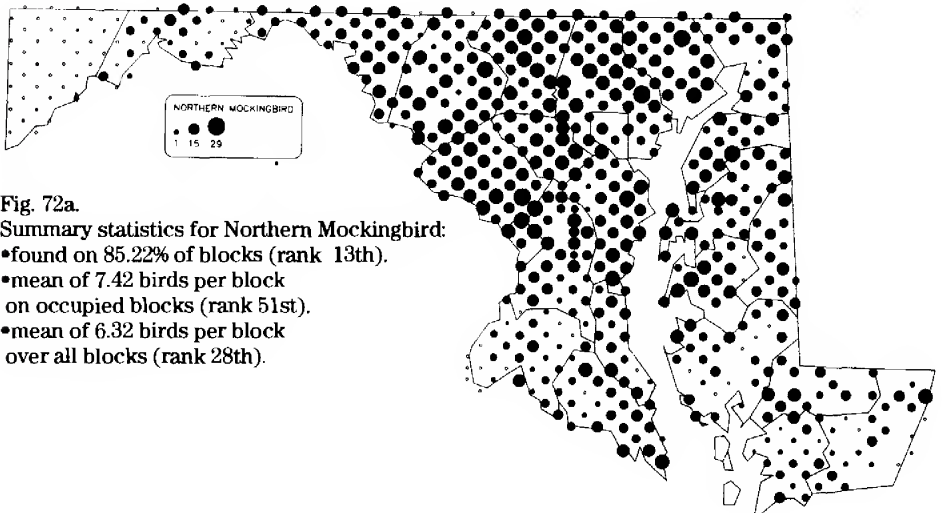 NORTHERN MOCKINGBIRD
1 15 29
Fig. 72a.
Summary statistics for Northern Mockingbird:
•found on 85.22% of blocks (rank 13th).
•mean of 7.42 birds per block
on occupied blocks (rank 51st).
•mean of 6.32 birds per block
over all blocks (rank 28th).